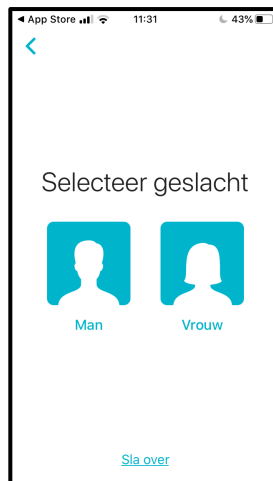 ◀ App Store 11:31 43%
Selecteer geslacht
Man Vrouw
Sla over